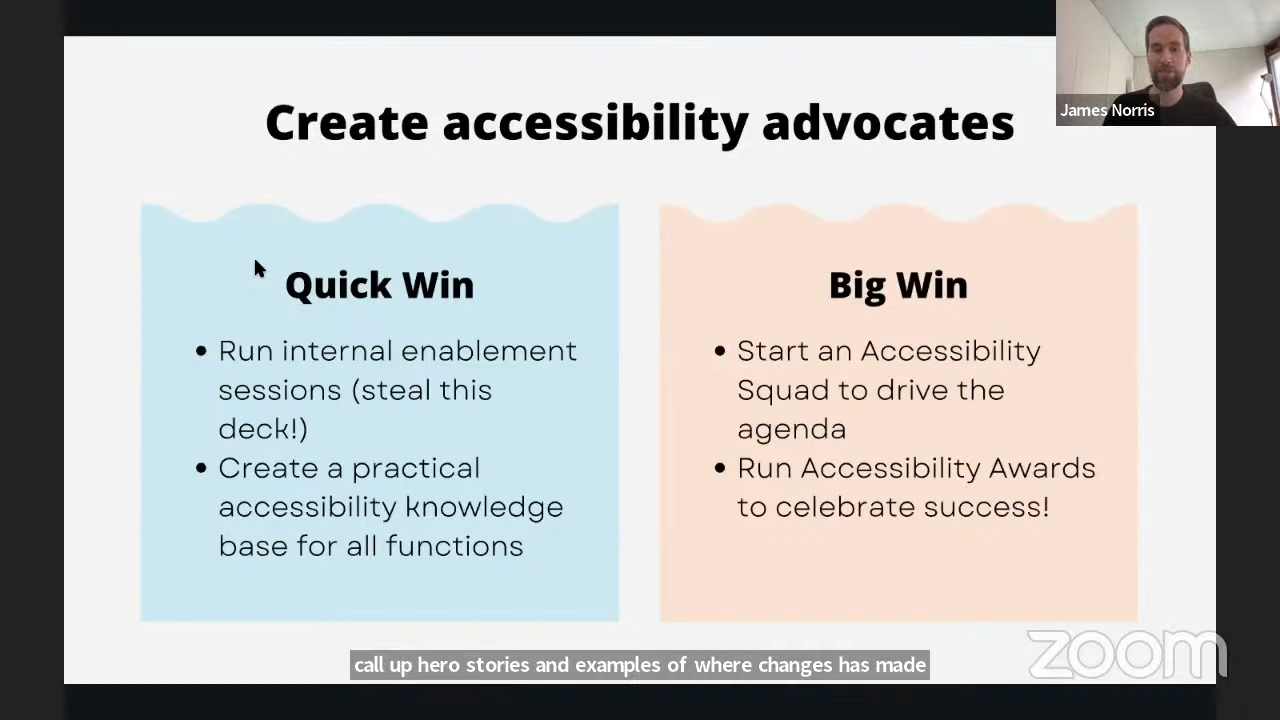 James Norris
Create accessibility advocates
Quick Win
• Run internal enablement
sessions (steal this
deck!)
• Create a practical
accessibility knowledge
base for all functions
Big Win
• Start an Accessibility
Squad to drive the
agenda
• Run Accessibility Awards
to celebrate success!
call up hero stories and examples of where changes has made
zoom